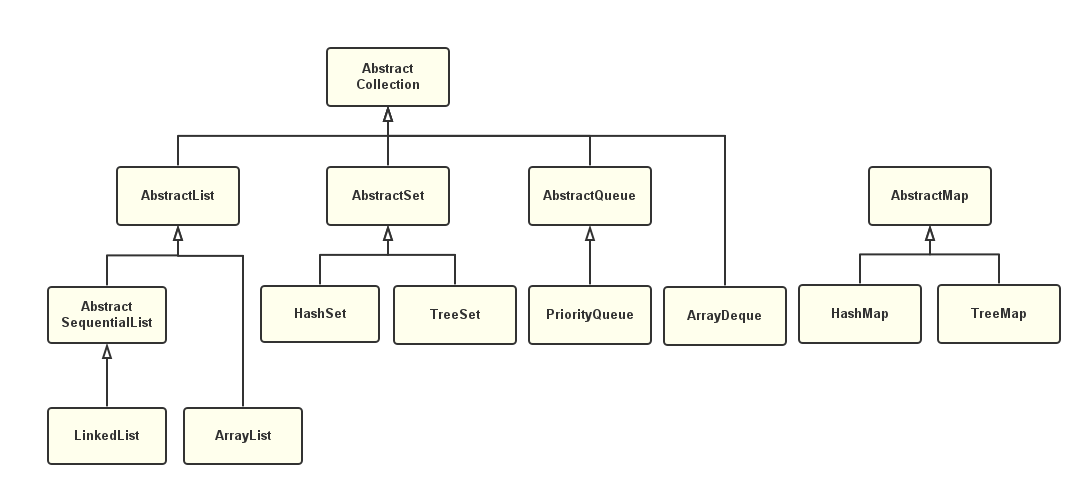 Abstract
Collection
AbstractList
AbstractSet
AbstractQueue
AbstractMap
Abstract
SequentialList
HashSet
TreeSet
PriorityQueue
ArrayDeque
HashMap
TreeMap
LinkedList
ArrayList